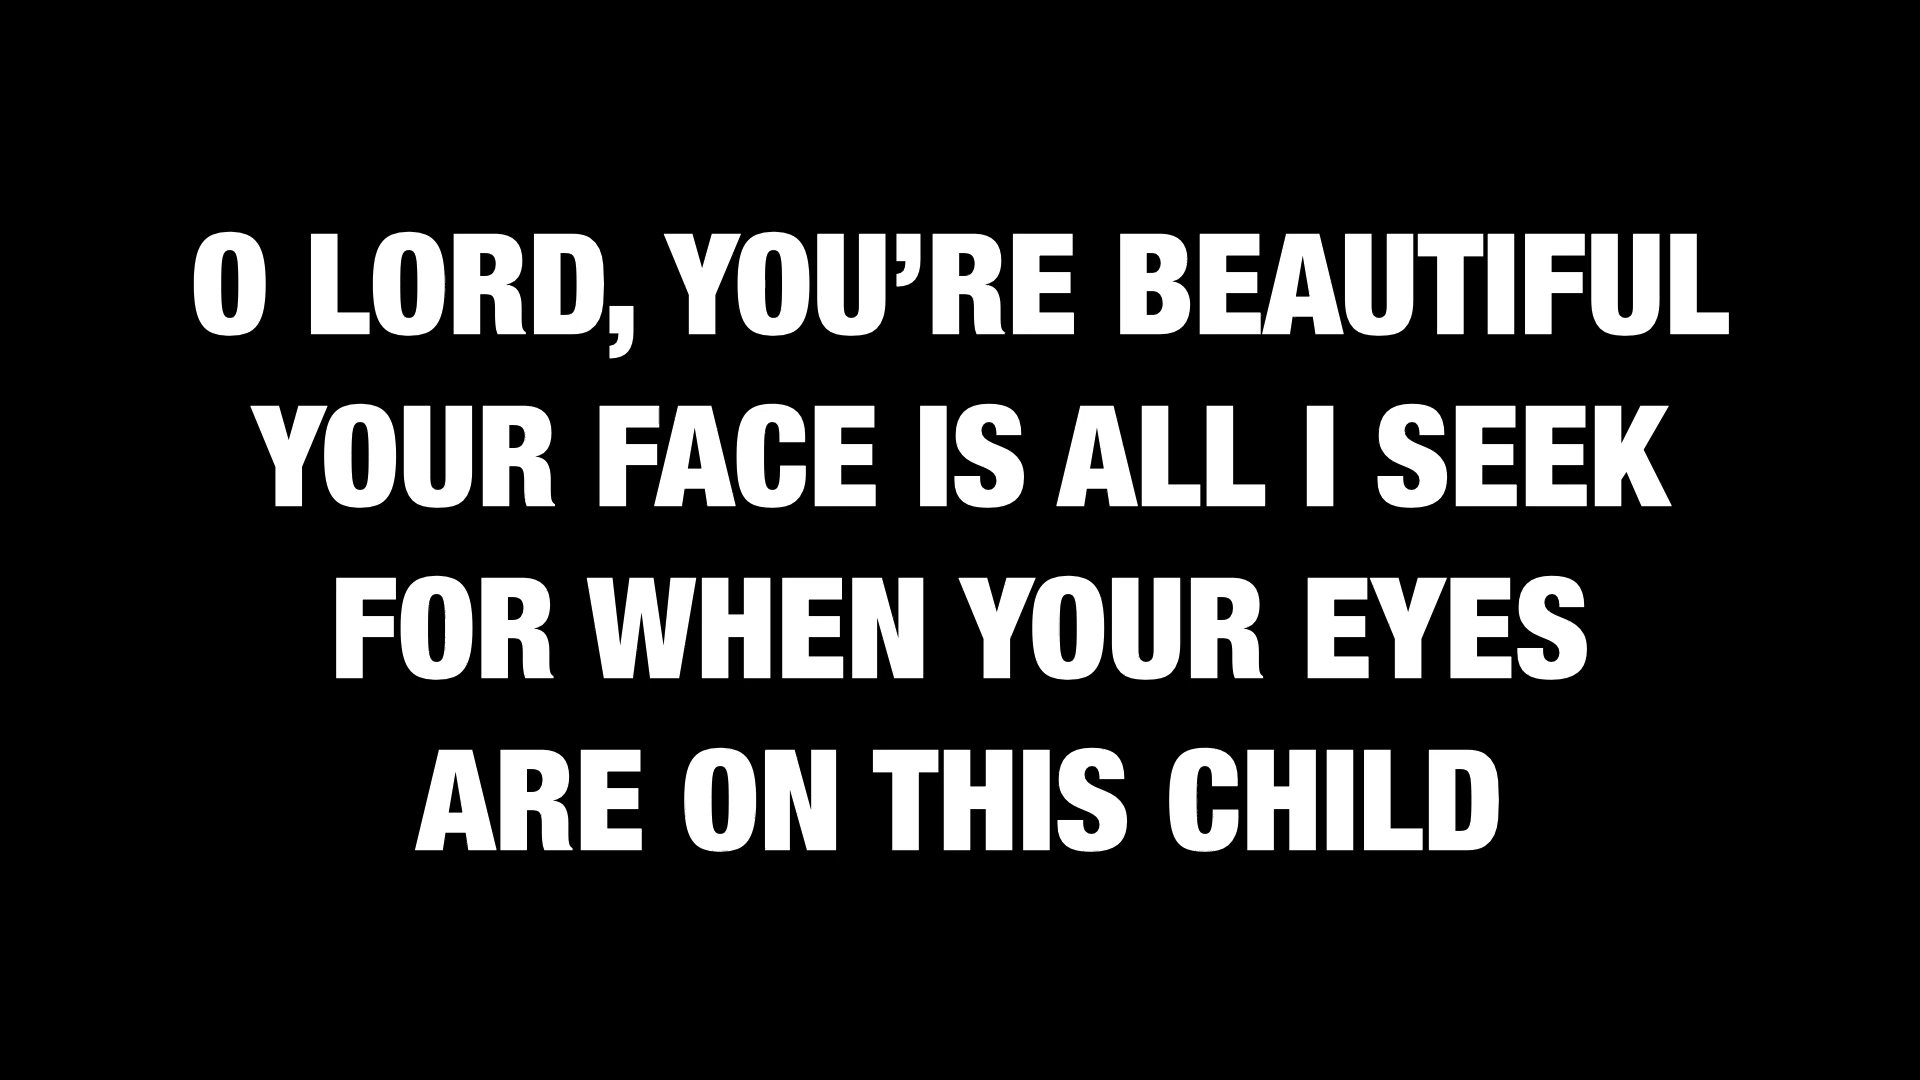 O LORD, YOU’RE BEAUTIFUL
YOUR FACE IS ALL I SEEK
FOR WHEN YOUR EYES
ARE ON THIS CHILD